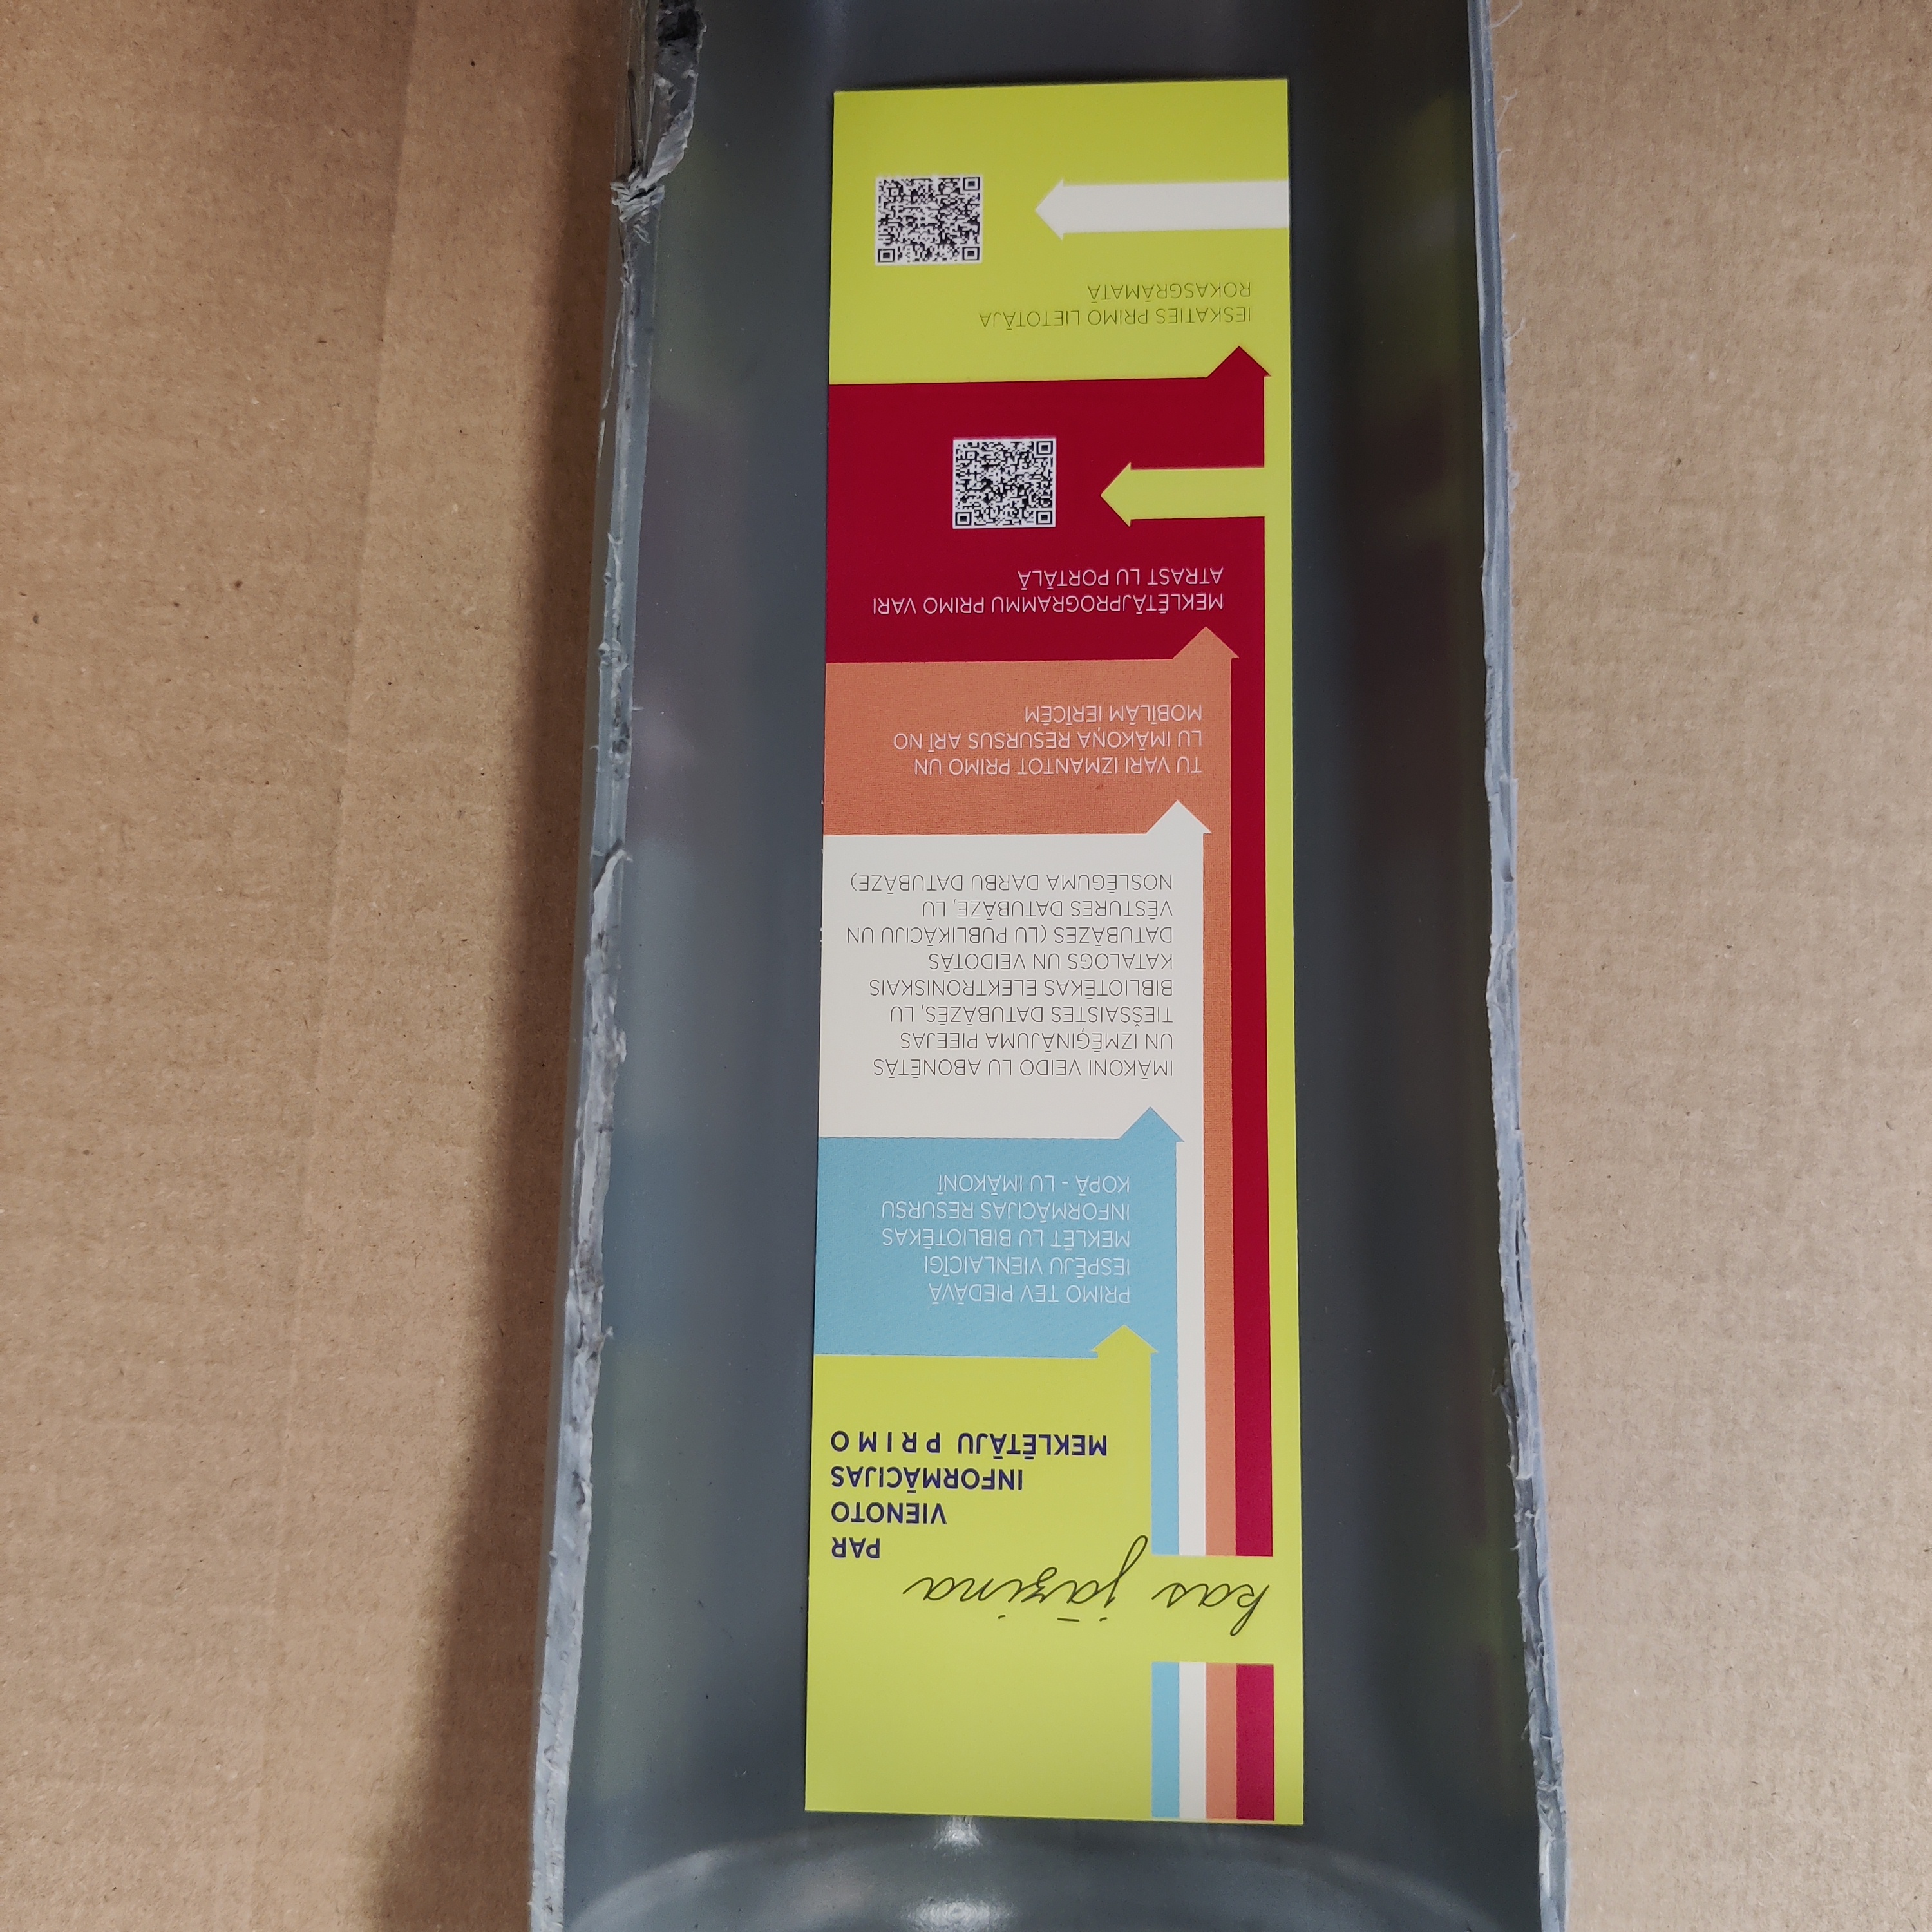 kas jāzina
PAR
VIENOTO
INFORMĀCIJAS
MEKLĒTĀJU PRIMO
PRIMO TEV PIEDĀVĀ
IESPĒJU VIENLAICĪGI
MEKLĒT LU BIBLIOTĒKAS
INFORMĀCIJAS RESURSU
KOPĀ - LU IMĀKONĪ
IMĀKONI VEIDO LU ABONĒTĀS
UN IZMĒĢINĀJUMA PIEEJAS
TIEŠSAISTES DATUBĀZĒS, LU
BIBLIOTĒKAS ELEKTRONISKAIS
KATALOGS UN VEIDOTĀS
DATUBĀZES (LU PUBLIKĀCIJU UN
VĒSTURES DATUBĀZE, LU
NOSLĒGUMA DARBU DATUBĀZE)
TU VARI IZMANTOT PRIMO UN
LU IMĀKOŅA RESURSUS ARĪ NO
MOBĪLĀM IERĪCĒM
MEKLĒTĀJPROGRAMMU PRIMO VARI
ATRAST LU PORTĀLĀ
IESKATIES PRIMO LIETOTĀJA
ROKASGRĀMATĀ